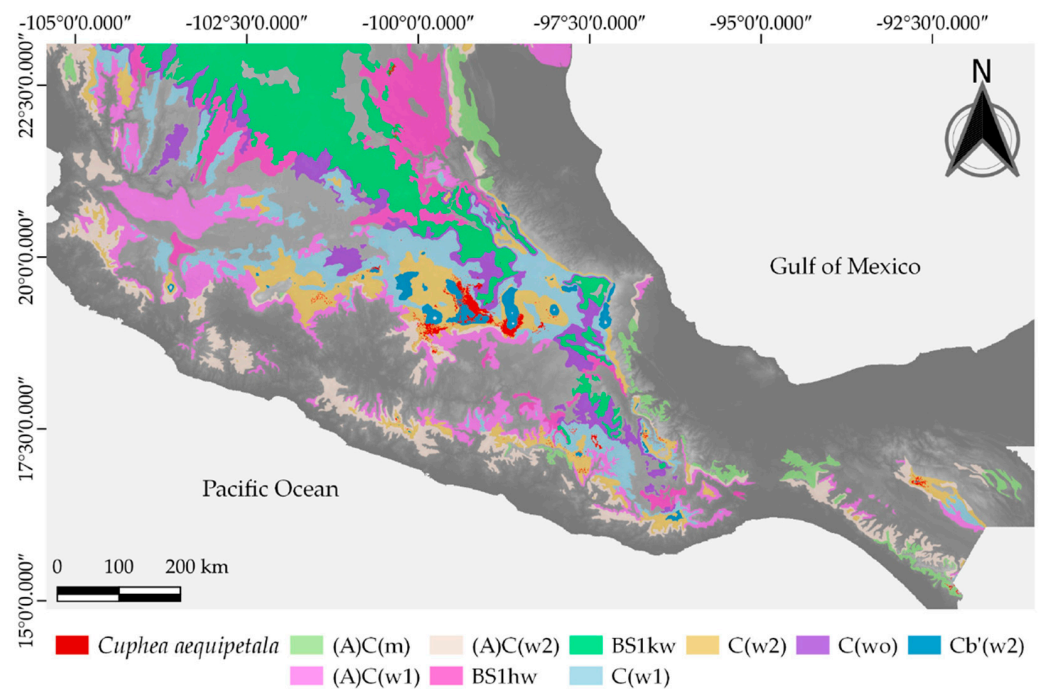 -105°0′0.000″ -102°30′0.000″ -100°0′0.000″ -97°30′0.000″ -95°0′0.000″ -92°30′0.000″
N
22°30′0.000″
Gulf of Mexico
20°0′0.000″
17°30′0.000″
Pacific Ocean
0 100 200 km
15°0′0.000″
Cuphea aequipetala (A)C(m) (A)C(w2) BS1kw C(w2) C(wo) Cb'(w2)
(A)C(w1) BS1hw C(w1)